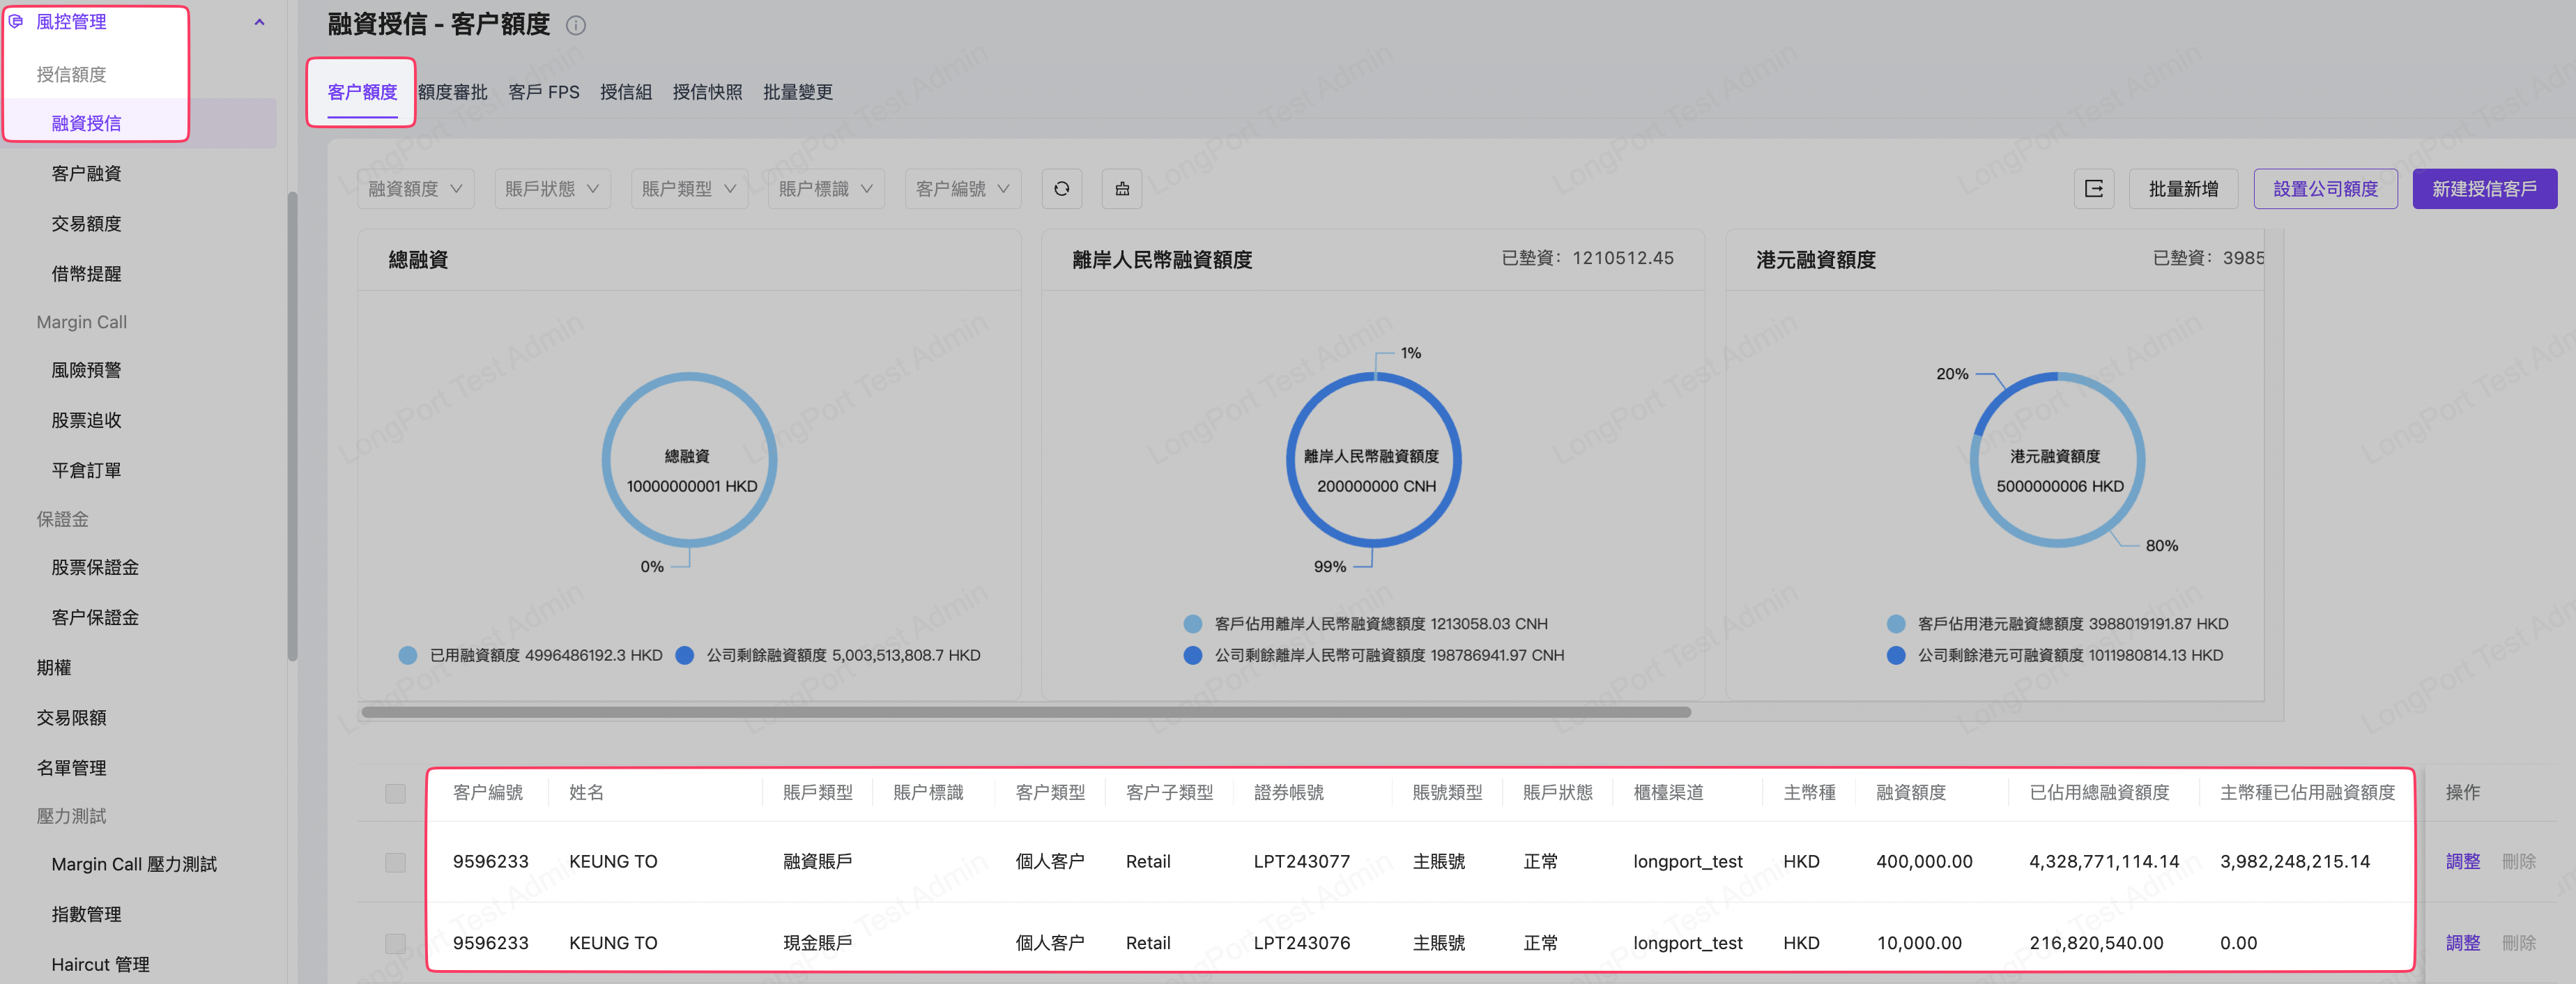 風控管理
授信額度
融資授信
客户融資
交易額度
借幣提醒
Margin Call
風險預警
股票追收
平倉訂單
保證金
股票保證金
客户保證金
期權
交易限額
名單管理
壓力測試
Margin Call 壓力測試
指數管理
Haircut 管理
融資授信 - 客户額度
客户額度 額度審批 客戶 FPS 授信組 授信快照 批量變更
融資額度 賬戶狀態 賬户類型 賬户標識 客户編號 批量新增 設置公司額度 新建授信客戶
總融資
總融資
10000000001 HKD
0%
已用融資額度 4996486192.3 HKD 公司剩餘融資額度 5,003,513,808.7 HKD
離岸人民幣融資額度 已墊資: 1210512.45
1%
離岸人民幣融資額度
200000000 CNH
99%
客戶佔用離岸人民幣融資總額度 1213058.03 CNH
公司剩餘離岸人民幣可融資額度 198786941.97 CNH
港元融資額度 已墊資: 3985
20%
港元融資額度
5000000006 HKD
80%
客戶佔用港元融資總額度 3988019191.87 HKD
公司剩餘港元可融資額度 1011980814.13 HKD
客户編號 姓名 賬戶類型 賬户標識 客户類型 客户子類型 證券帳號 賬號類型 賬戶狀態 櫃檯渠道 主幣種 融資額度 已佔用總融資額度 主幣種已佔用融資額度 操作
9596233 KEUNG TO 融資賬戶 個人客户 Retail LPT243077 主賬號 正常 longport_test HKD 400,000.00 4,328,771,114.14 3,982,248,215.14 調整 刪除
9596233 KEUNG TO 現金賬戶 個人客户 Retail LPT243076 主賬號 正常 longport_test HKD 10,000.00 216,820,540.00 0.00 調整 刪除
LongPort Test Admin